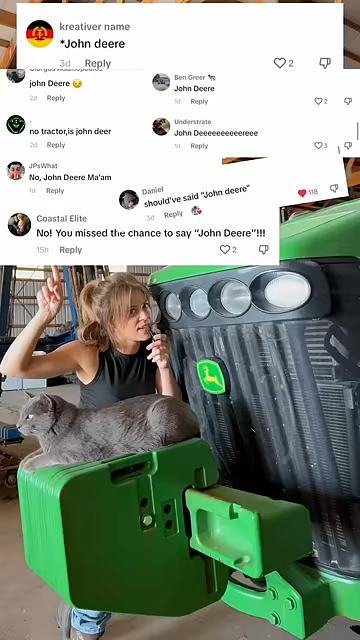 kreativer name
*John deere
3d Reply 2
john Deere 😏
2d Reply
Ben Greer
John Deere
2d Reply 2
.
no tractor,is john deer
2d Reply
Understrate
John Deeeeeeeeeereee
2d Reply 3
JPsWhat
No, John Deere Ma'am
1d Reply
Daniel
should've said "John deere"
3d Reply 118
Coastal Elite
No! You missed the chance to say "John Deere"!!!
15h Reply 2